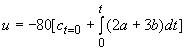 u = −80[c_{t=0} + ∫_0^t (2a + 3b)dt]